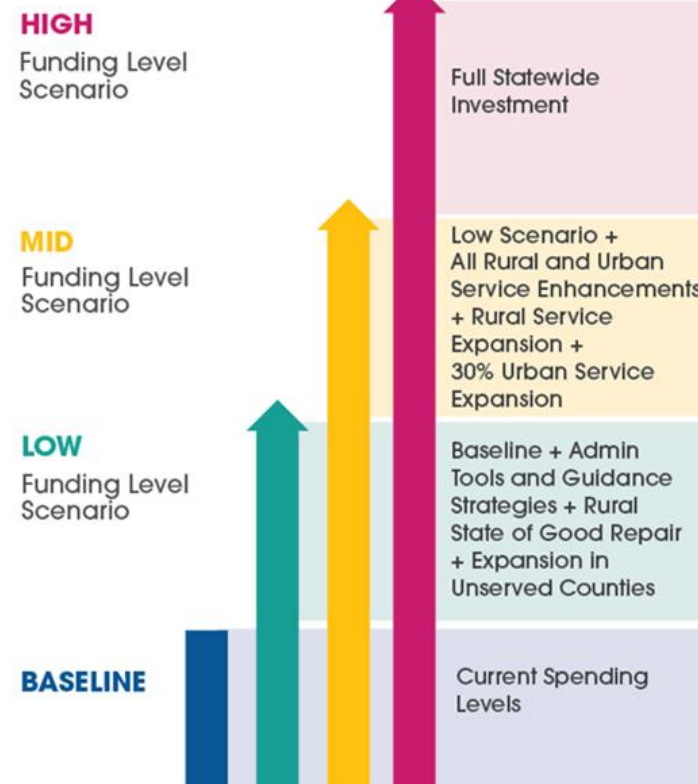 HIGH
Funding Level
Scenario
Full Statewide
Investment
MID
Funding Level
Scenario
Low Scenario +
All Rural and Urban
Service Enhancements
+ Rural Service
Expansion +
30% Urban Service
Expansion
LOW
Funding Level
Scenario
Baseline + Admin
Tools and Guidance
Strategies + Rural
State of Good Repair
+ Expansion in
Unserved Counties
BASELINE
Current Spending
Levels